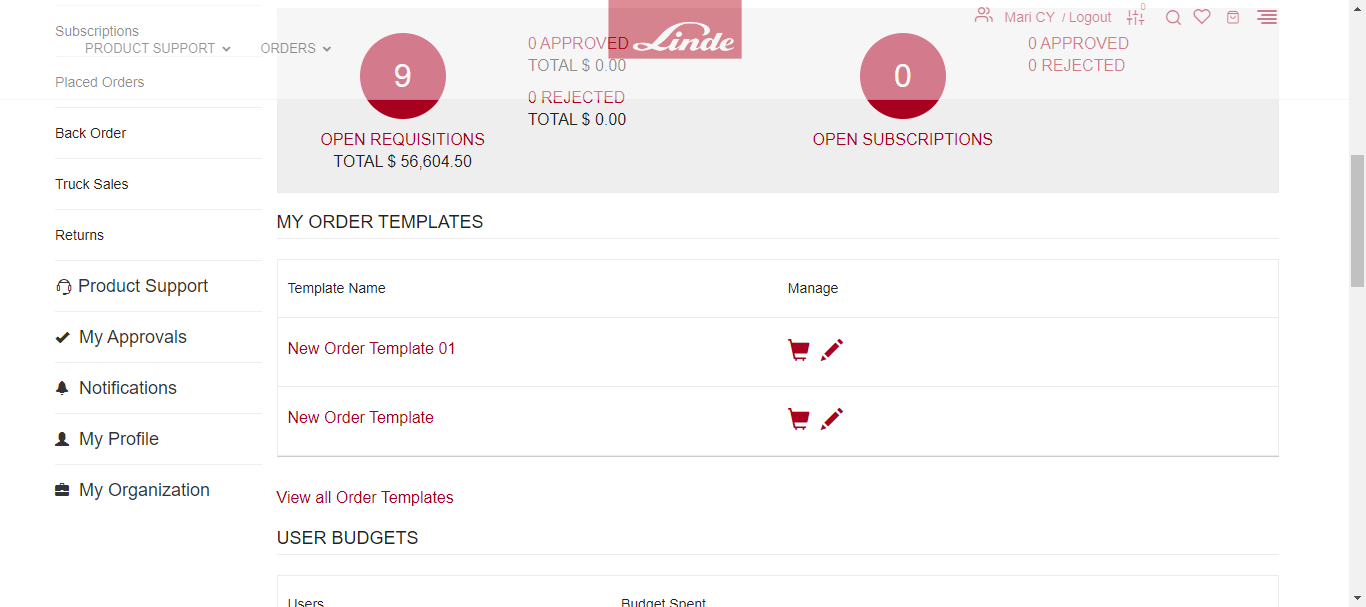 Mari CY / Logout
0
Linde
PRODUCT SUPPORT
ORDERS
Subscriptions
Placed Orders
Back Order
Truck Sales
Returns
Product Support
My Approvals
Notifications
My Profile
My Organization
9
OPEN REQUISITIONS
TOTAL $ 56,604.50
0 APPROVED
TOTAL $ 0.00
0 REJECTED
TOTAL $ 0.00
0
OPEN SUBSCRIPTIONS
0 APPROVED
0 REJECTED
MY ORDER TEMPLATES
Template Name Manage
New Order Template 01
New Order Template
View all Order Templates
USER BUDGETS
Users Budget Spent